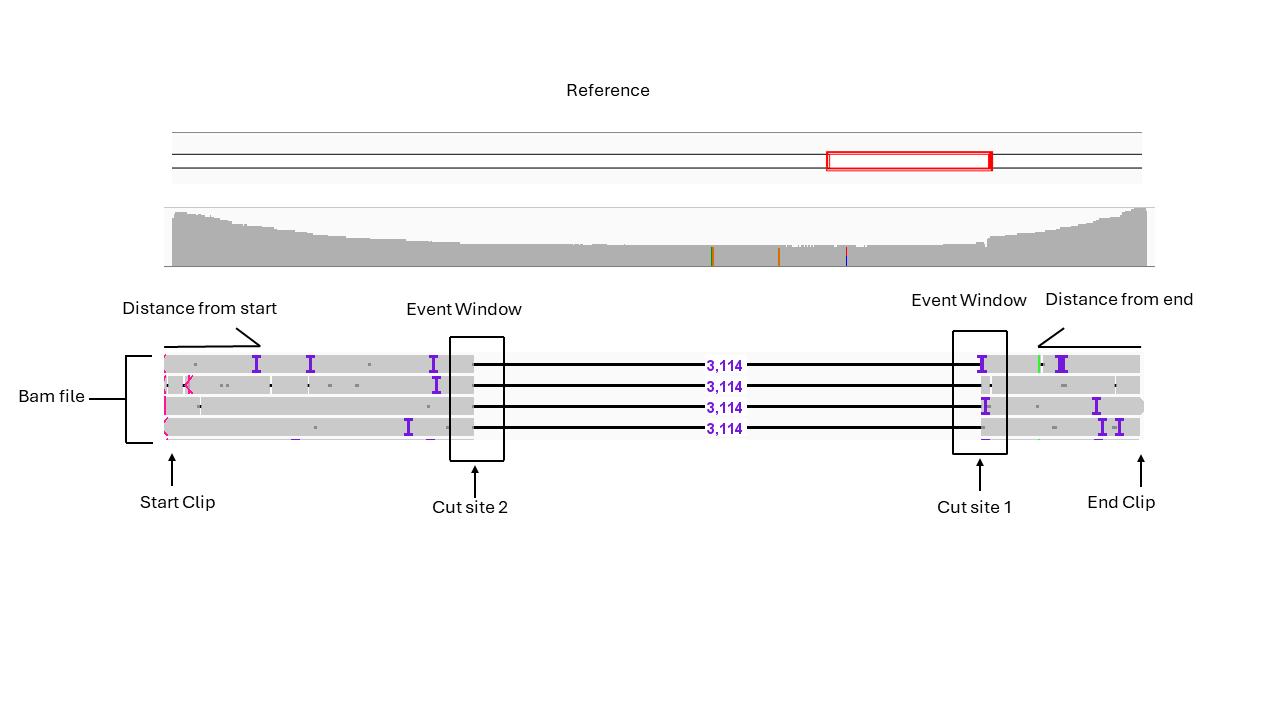 Reference
Distance from start
Event Window
Event Window
Distance from end
Bam file
3,114
3,114
3,114
3,114
Start Clip
Cut site 2
Cut site 1
End Clip